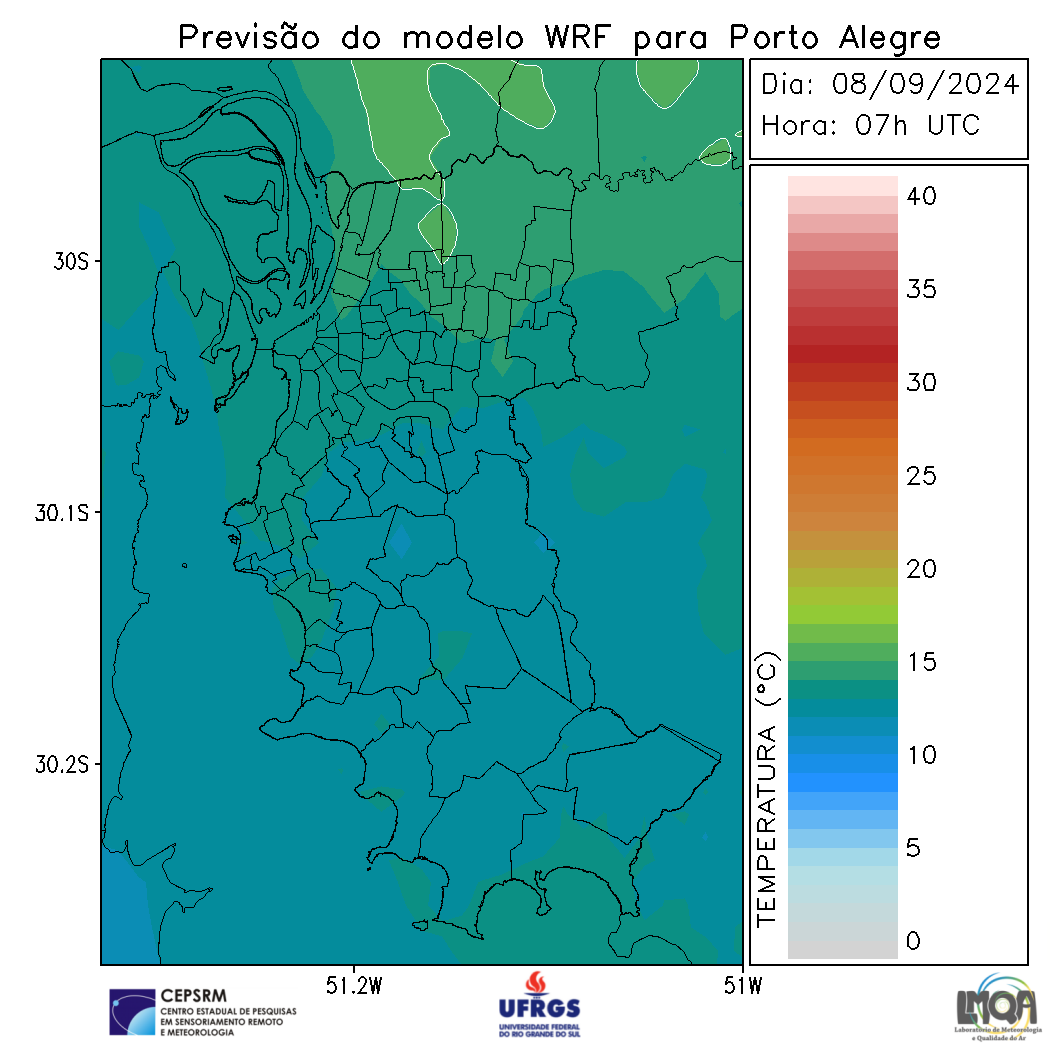 Previsão do modelo WRF para Porto Alegre
Dia: 08/09/2024
Hora: 07h UTC
40
35
30
25
20
15
10
5
0
TEMPERATURA (°C)
30S
30.1S
30.2S
51.2W
51W
CEPSRM
CENTRO ESTADUAL DE PESQUISAS
EM SENSORIAMENTO REMOTO
E METEOROLOGIA
UFRGS
UNIVERSIDADE FEDERAL
DO RIO GRANDE DO SUL
LMQA
Laboratório de Meteorologia
e Qualidade do Ar